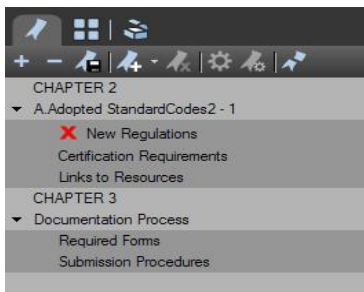 CHAPTER 2
A.Adopted StandardCodes2 - 1
New Regulations
Certification Requirements
Links to Resources
CHAPTER 3
Documentation Process
Required Forms
Submission Procedures